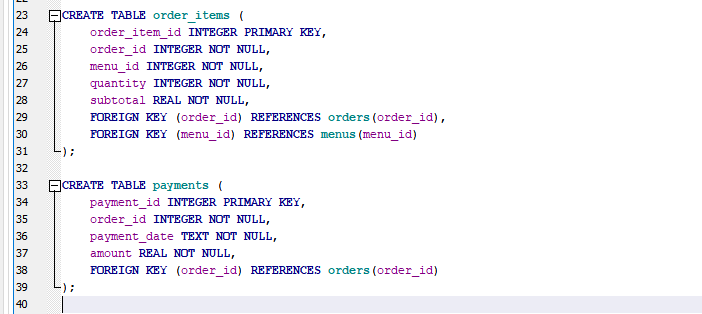 23 CREATE TABLE order_items (
24 order_item_id INTEGER PRIMARY KEY,
25 order_id INTEGER NOT NULL,
26 menu_id INTEGER NOT NULL,
27 quantity INTEGER NOT NULL,
28 subtotal REAL NOT NULL,
29 FOREIGN KEY (order_id) REFERENCES orders(order_id),
30 FOREIGN KEY (menu_id) REFERENCES menus(menu_id)
31 );
32
33 CREATE TABLE payments (
34 payment_id INTEGER PRIMARY KEY,
35 order_id INTEGER NOT NULL,
36 payment_date TEXT NOT NULL,
37 amount REAL NOT NULL,
38 FOREIGN KEY (order_id) REFERENCES orders(order_id)
39 );
40